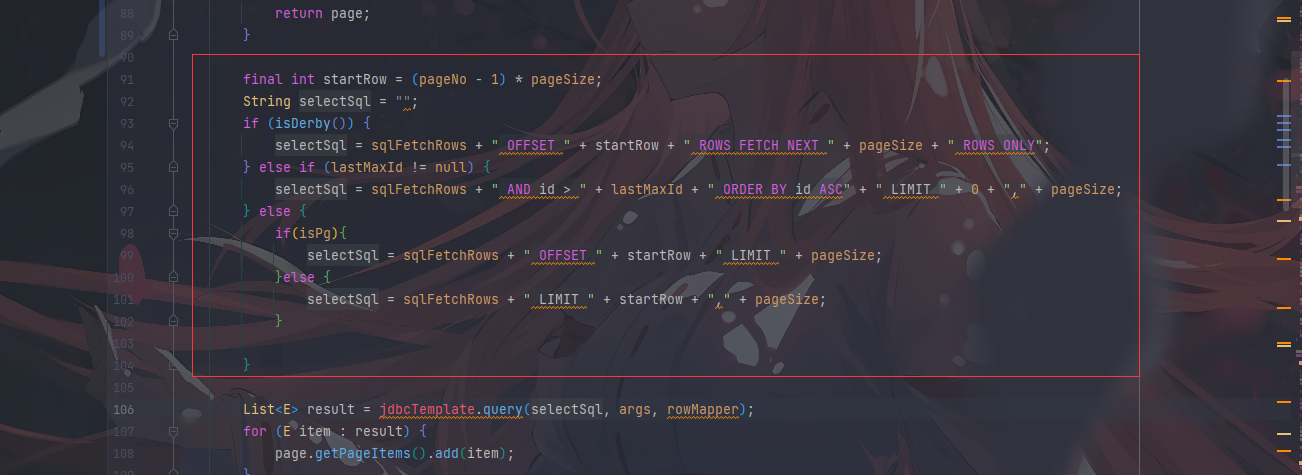 88 return page;
89 }
90
91 final int startRow = (pageNo - 1) * pageSize;
92 String selectSql = "";
93 if (isDerby()) {
94 selectSql = sqlFetchRows + " OFFSET " + startRow + " ROWS FETCH NEXT " + pageSize + " ROWS ONLY";
95 } else if (lastMaxId != null) {
96 selectSql = sqlFetchRows + " AND id > " + lastMaxId + " ORDER BY id ASC" + " LIMIT " + 0 + "," + pageSize;
97 } else {
98 if(isPg){
99 selectSql = sqlFetchRows + " OFFSET " + startRow + " LIMIT " + pageSize;
100 }else {
101 selectSql = sqlFetchRows + " LIMIT " + startRow + "," + pageSize;
102 }
103
104 }
105
106 List<E> result = jdbcTemplate.query(selectSql, args, rowMapper);
107 for (E item : result) {
108 page.getPageItems().add(item);